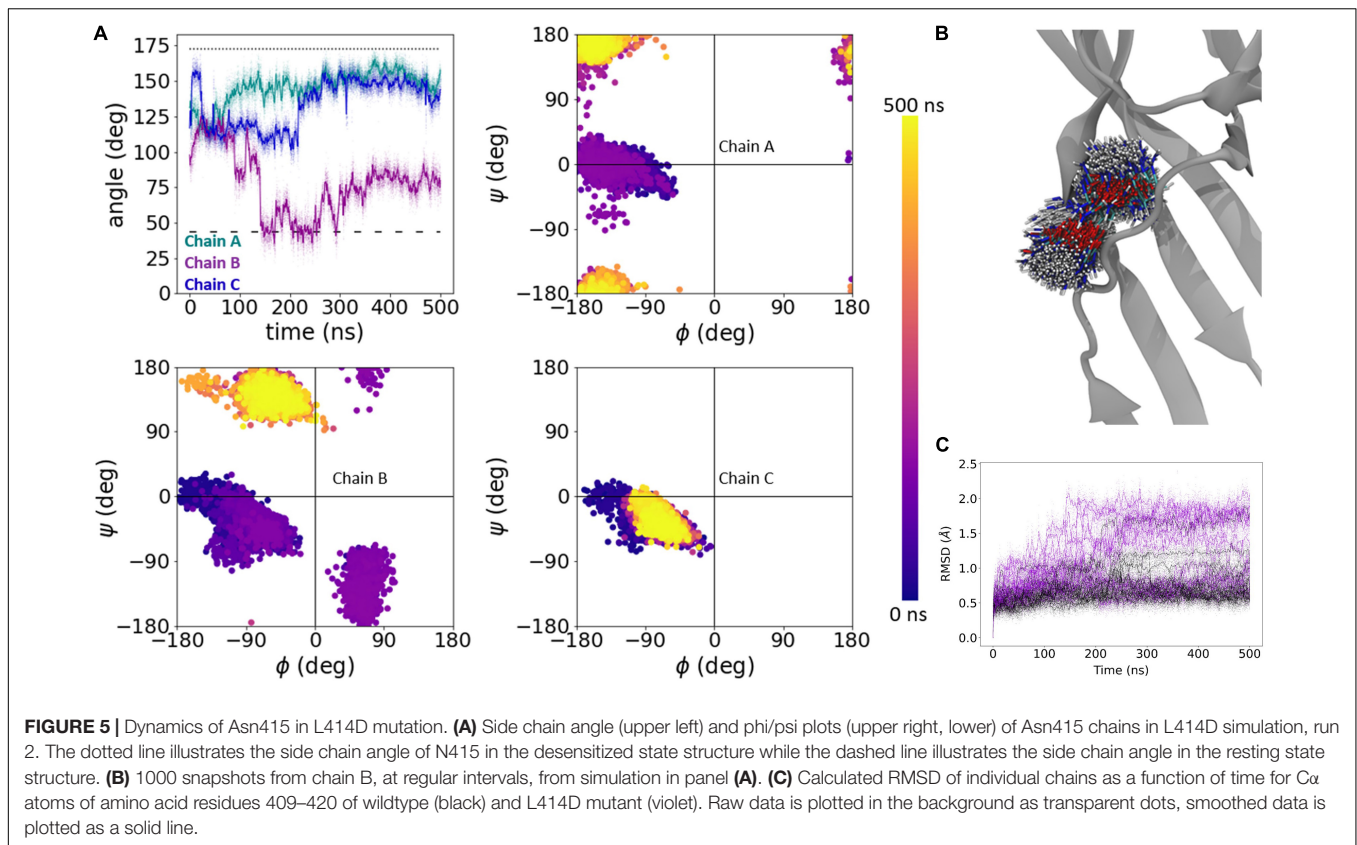 A
175
150
125
100
75
50
25
0
angle (deg)
Chain A
Chain B
Chain C
0 100 200 300 400 500
time (ns)
180
90
0
−90
−180
ψ (deg)
Chain A
−180 −90 0 90 180
ϕ (deg)
180
90
0
−90
−180
ψ (deg)
Chain B
−180 −90 0 90 180
ϕ (deg)
180
90
0
−90
−180
ψ (deg)
Chain C
−180 −90 0 90 180
ϕ (deg)
500 ns
0 ns
B
C
2.5
2.0
1.5
1.0
0.5
0.0
RMSD (Å)
0 100 200 300 400 500
Time (ns)
FIGURE 5 | Dynamics of Asn415 in L414D mutation. (A) Side chain angle (upper left) and phi/psi plots (upper right, lower) of Asn415 chains in L414D simulation, run
2. The dotted line illustrates the side chain angle of N415 in the desensitized state structure while the dashed line illustrates the side chain angle in the resting state
structure. (B) 1000 snapshots from chain B, at regular intervals, from simulation in panel (A). (C) Calculated RMSD of individual chains as a function of time for Cα
atoms of amino acid residues 409–420 of wildtype (black) and L414D mutant (violet). Raw data is plotted in the background as transparent dots, smoothed data is
plotted as a solid line.